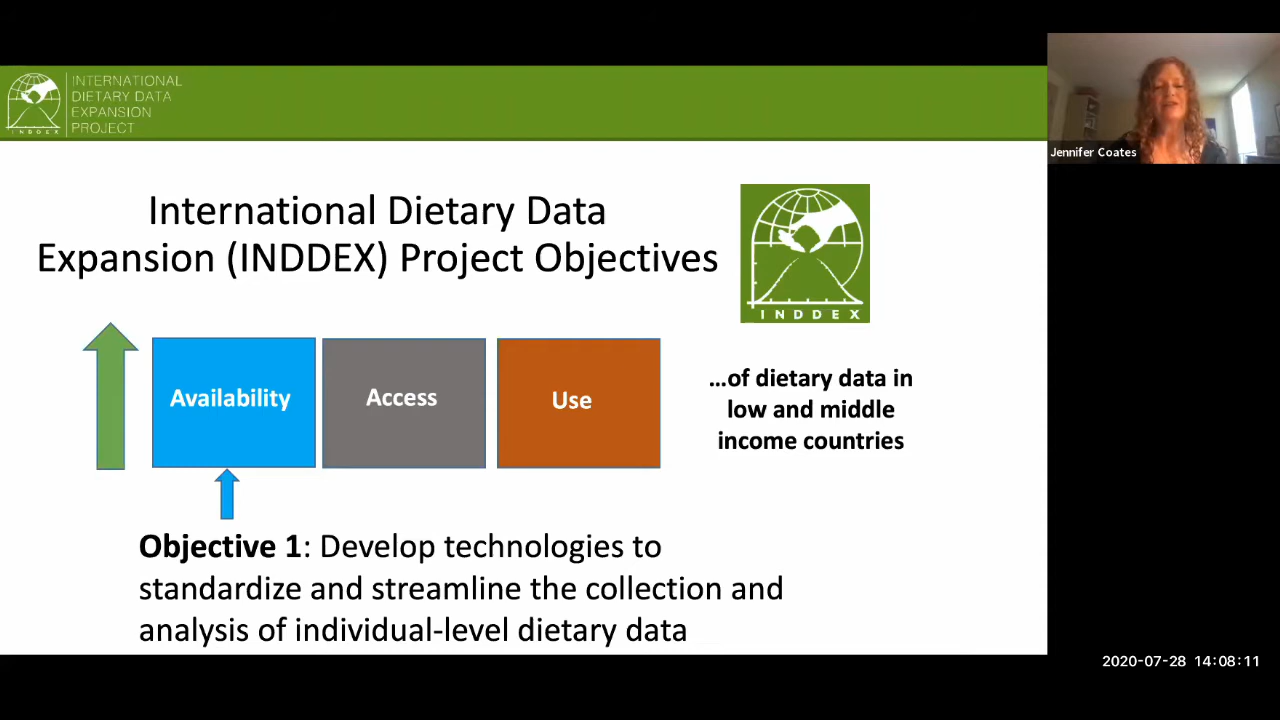 INTERNATIONAL
DIETARY DATA
EXPANSION
PROJECT
INDDEX
Jennifer Coates
International Dietary Data
Expansion (INDDEX) Project Objectives
INDDEX
Availability
Access
Use
...of dietary data in
low and middle
income countries
Objective 1: Develop technologies to
standardize and streamline the collection and
analysis of individual-level dietary data
2020-07-28 14:08:11